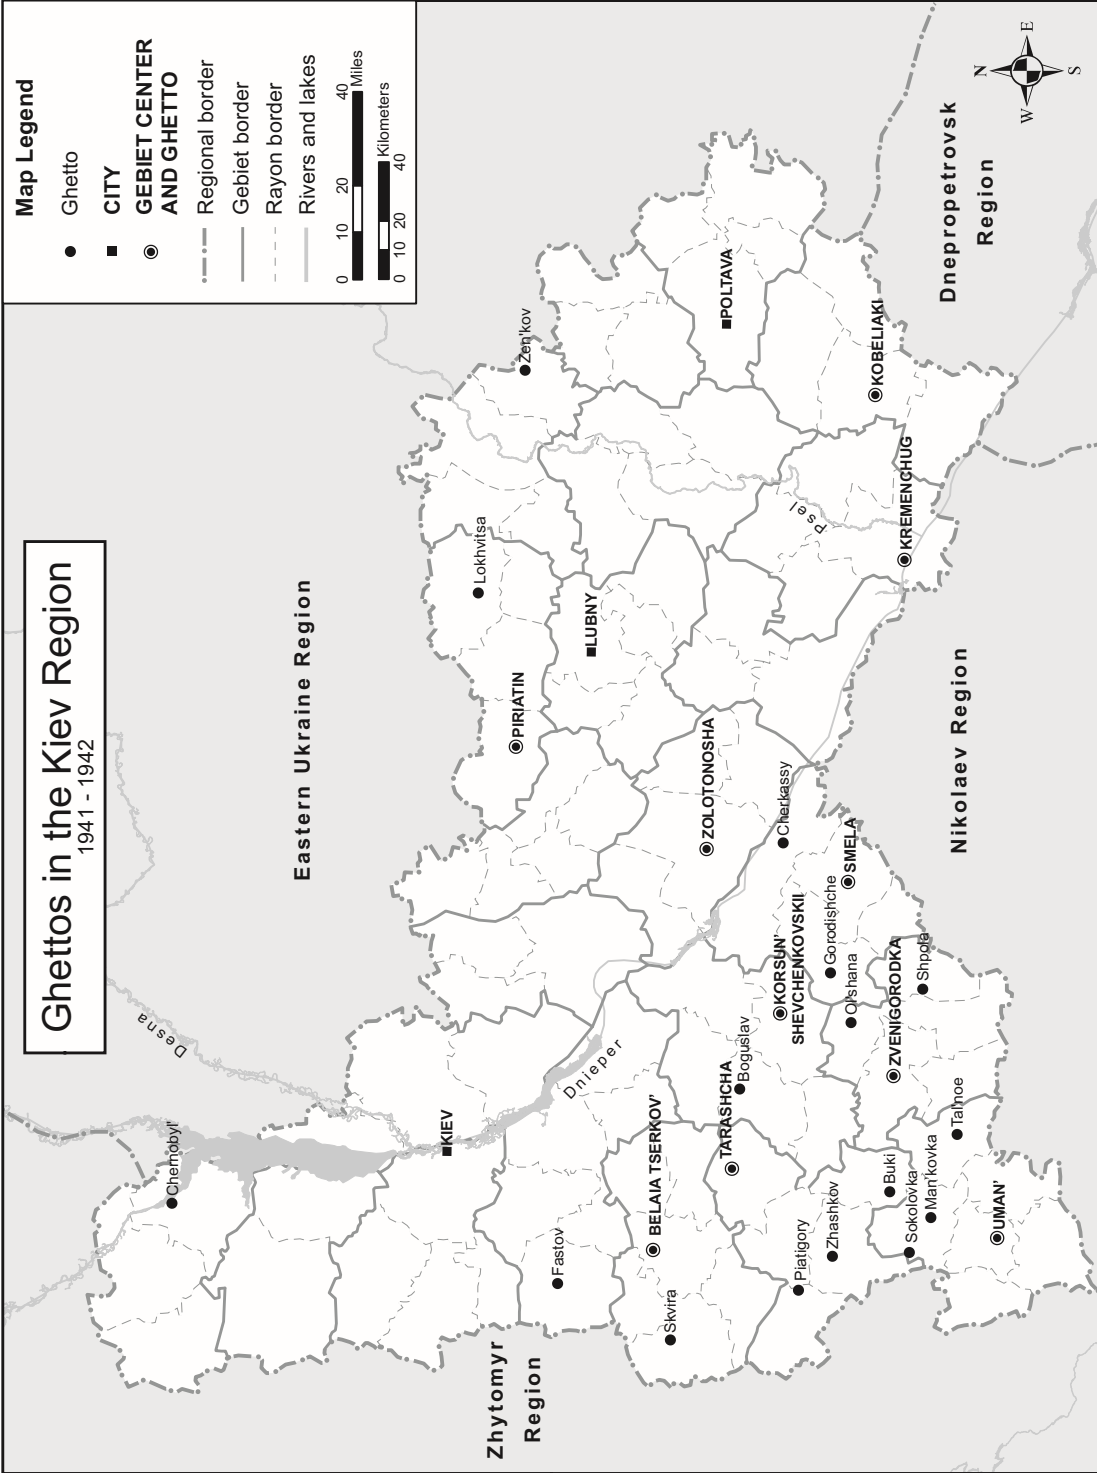 Ghettos in the Kiev Region
1941 - 1942
Map Legend
Ghetto
CITY
GEBIET CENTER
AND GHETTO
Regional border
Gebiet border
Rayon border
Rivers and lakes
0 10 20 40
Miles
Kilometers
0 10 20 40
N
W E
S
Eastern Ukraine Region
Zhytomyr
Region
Nikolaev Region
Dnepropetrovsk
Region
Desna
Dnieper
Psel
Chernobyl'
KIEV
Fastov
Skvira
BELAIA TSERKOV'
TARASHCHA
Boguslav
KORSUN'
SHEVCHENKOVSKII
Piatigory
Zhashkov
Buki
Sokolovka
Man'kovka
Tal'noe
UMAN'
ZVENIGORODKA
Shpola
Ol'shana
Gorodishche
SMELA
Cherkassy
ZOLOTONOSHA
PIRIATIN
Lokhvitsa
LUBNY
Zen'kov
POLTAVA
KOBELIAKI
KREMENCHUG